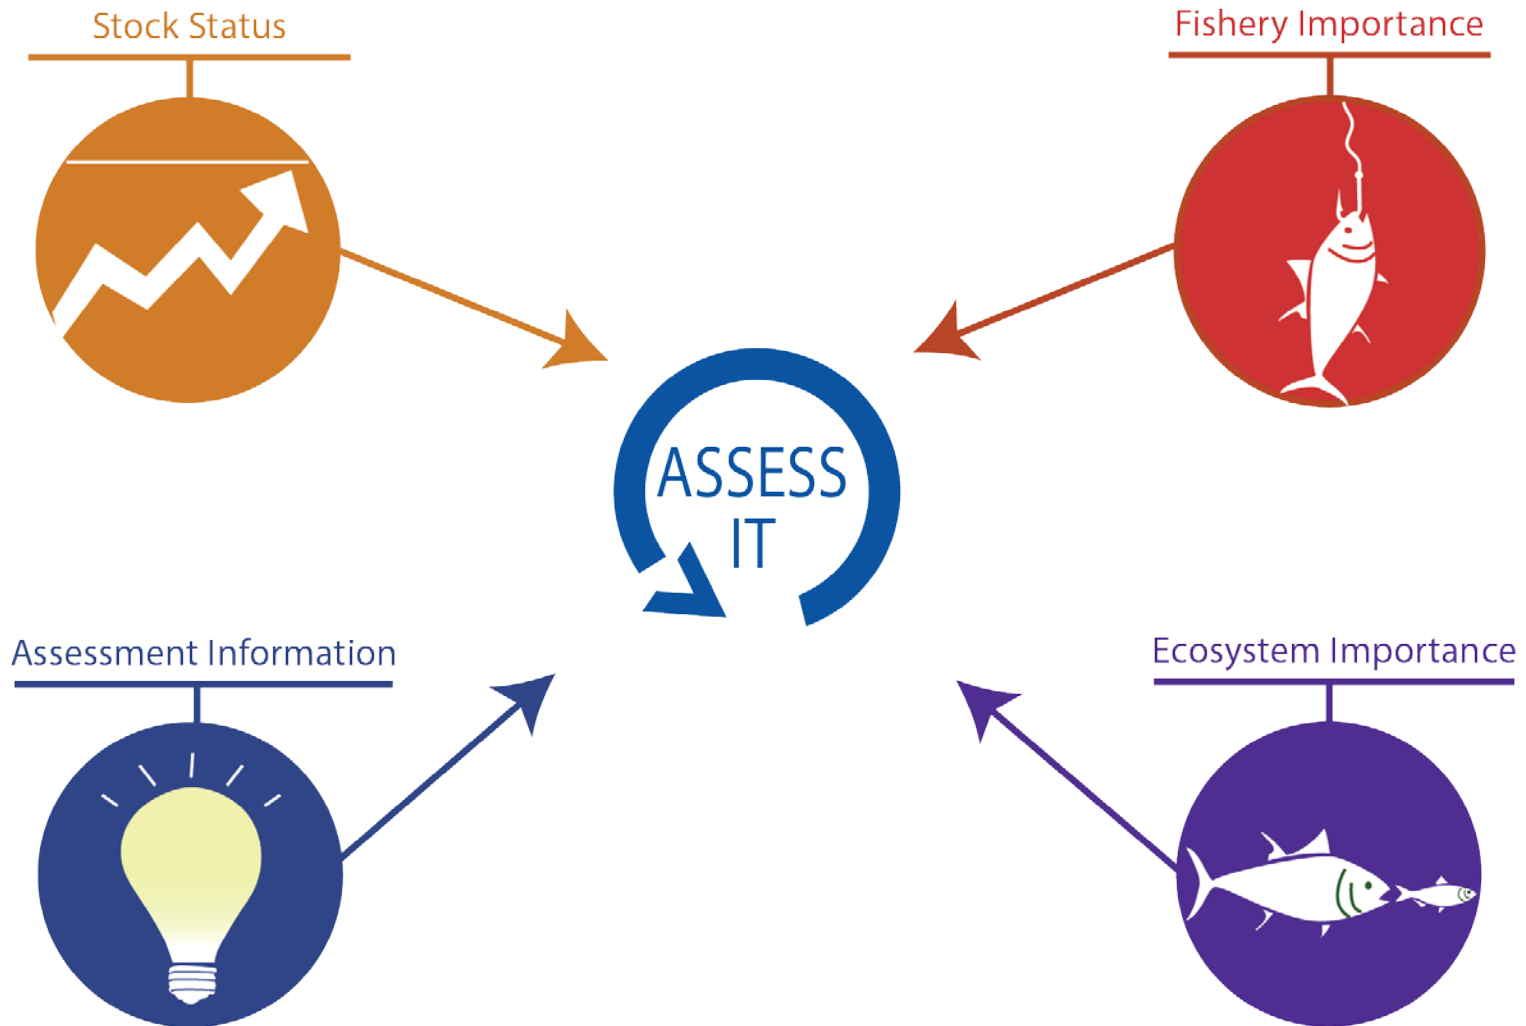 Stock Status
Fishery Importance
ASSESS
IT
Assessment Information
Ecosystem Importance